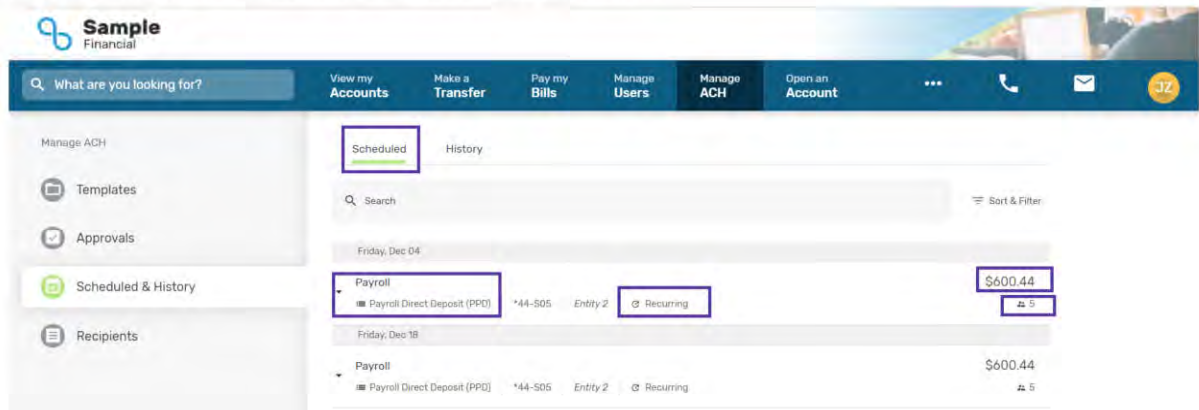 Sample
Financial
What are you looking for?
View my Accounts
Make a Transfer
Pay my Bills
Manage Users
Manage ACH
Open an Account
JZ
Manage ACH
Templates
Approvals
Scheduled & History
Recipients
Scheduled History
Search Sort & Filter
Friday, Dec 04
Payroll $600.44
Payroll Direct Deposit (PPD) *44-S05 Entity 2 Recurring 5
Friday, Dec 18
Payroll $600.44
Payroll Direct Deposit (PPD) *44-S05 Entity 2 Recurring 5